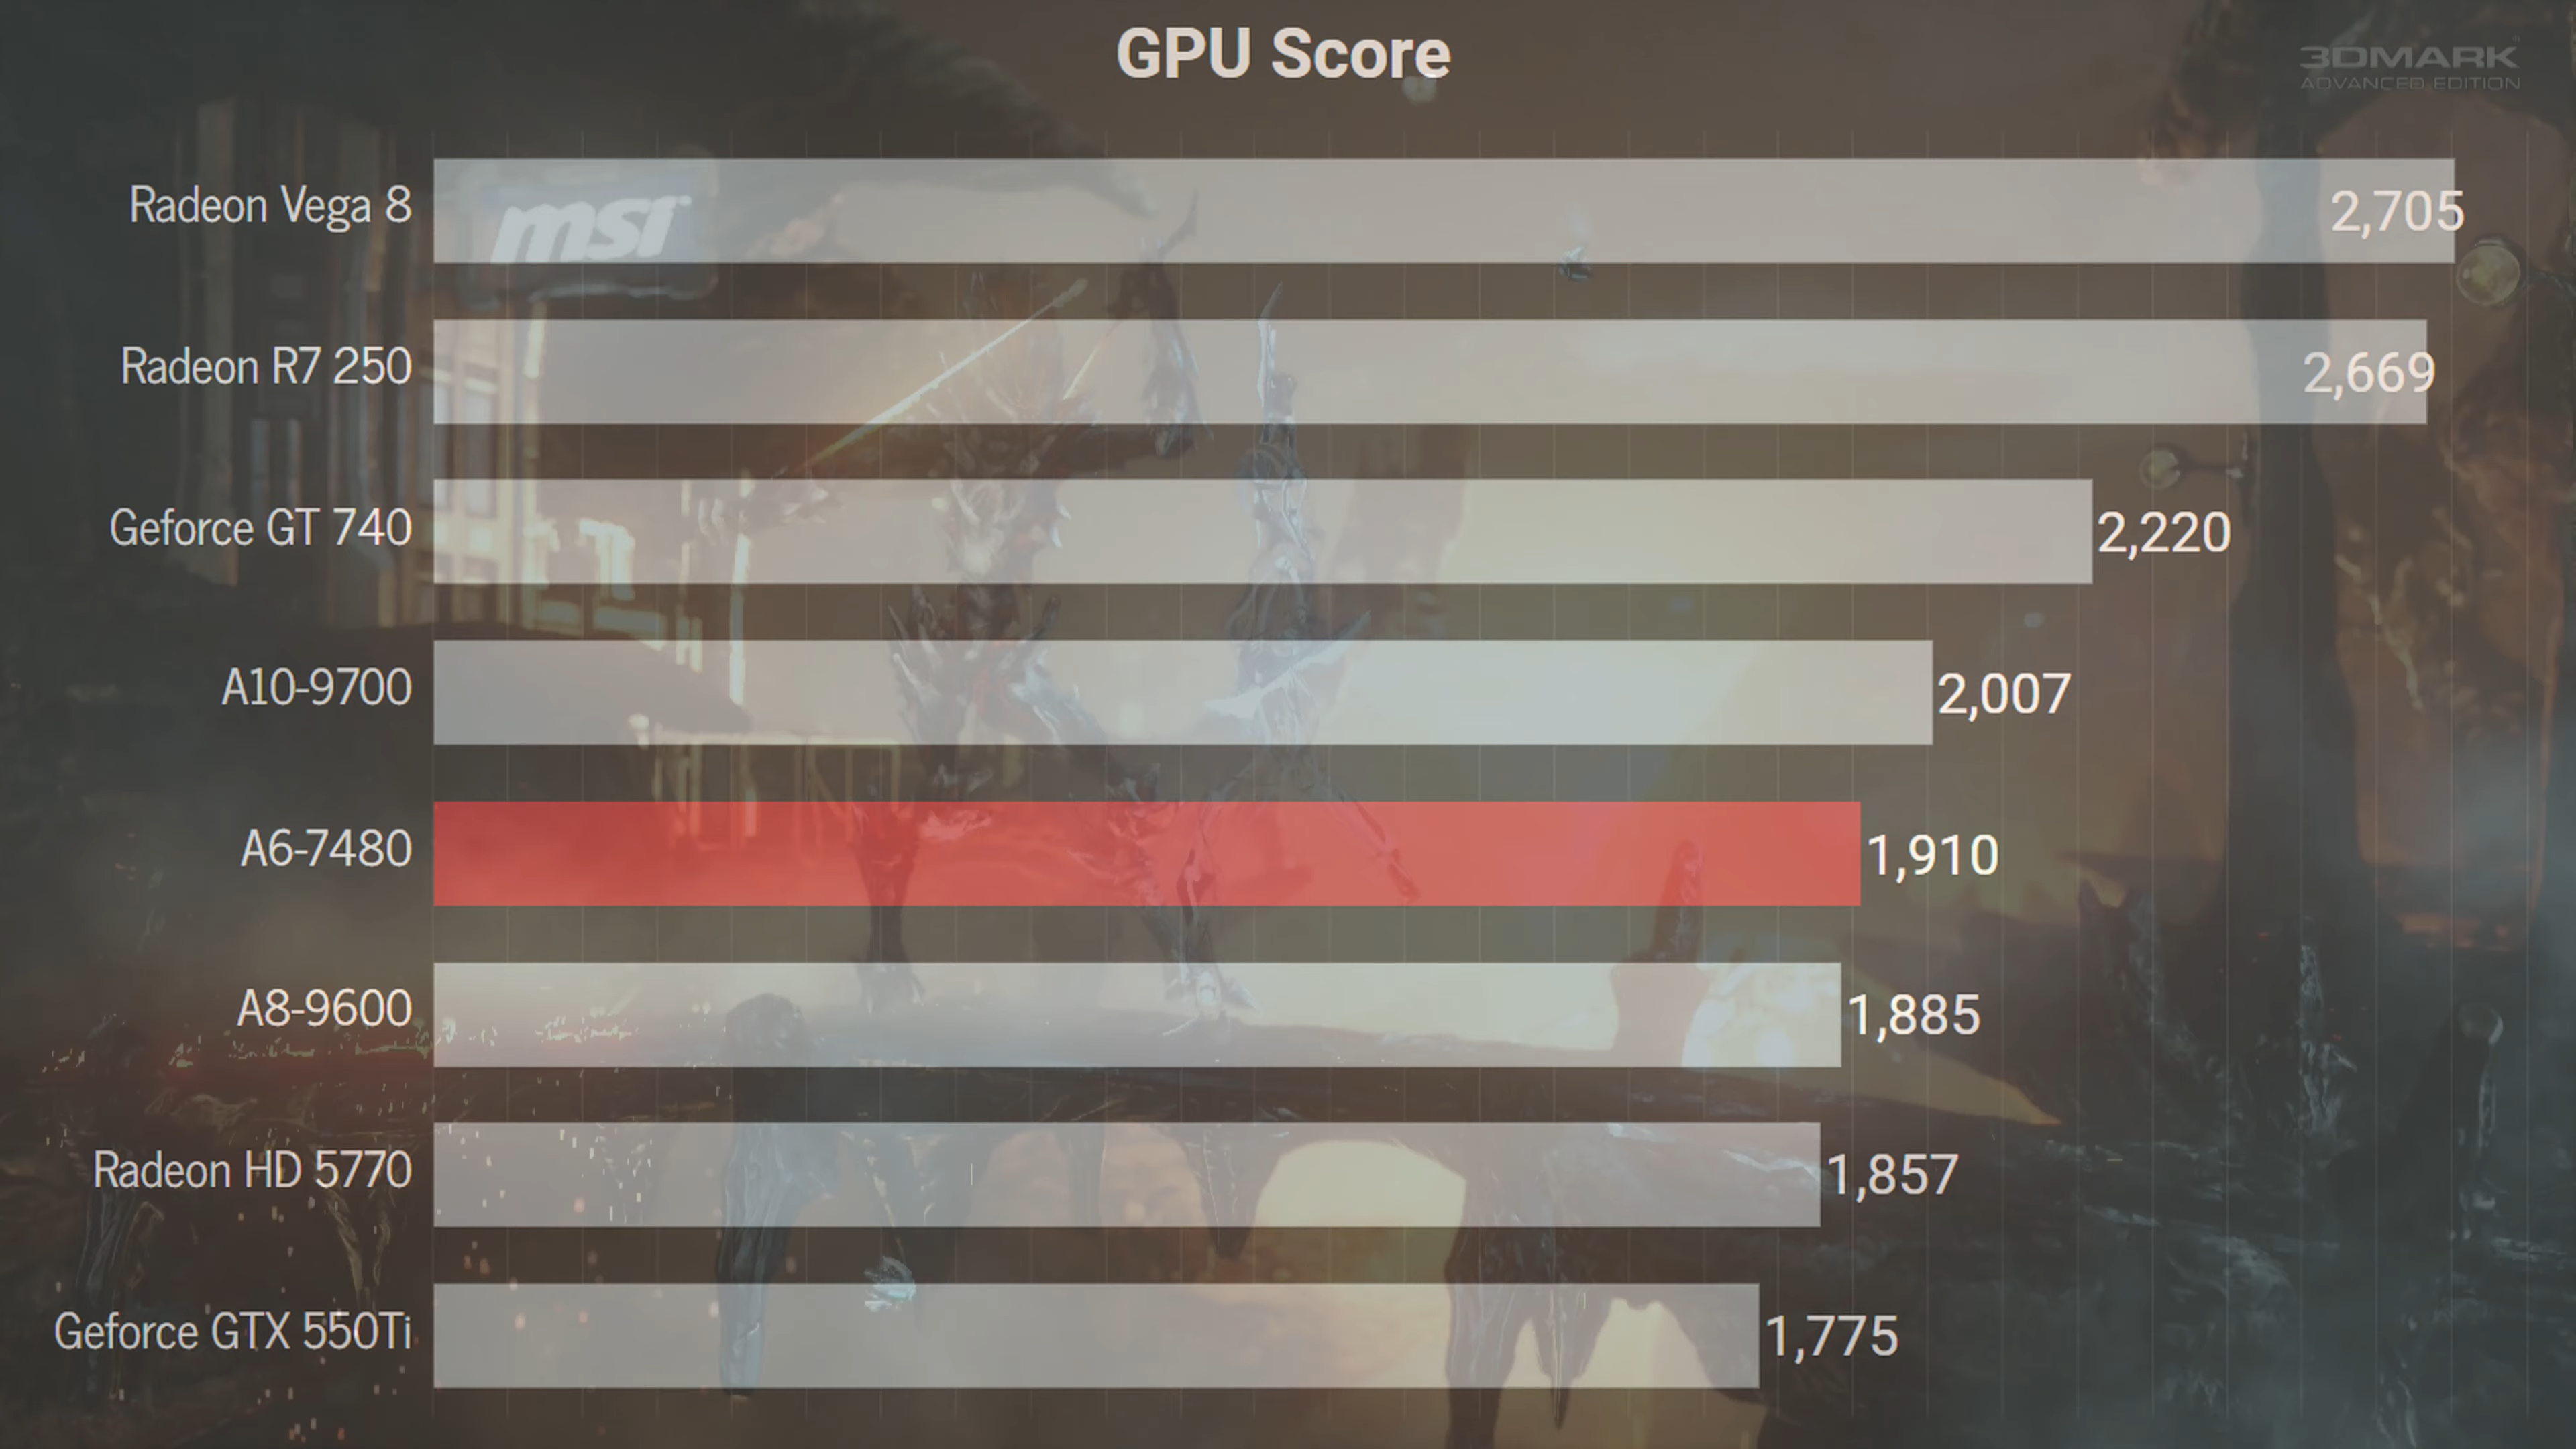 GPU Score
3DMARK
ADVANCED EDITION
Radeon Vega 8
msi
2,705
Radeon R7 250
2,669
Geforce GT 740
2,220
A10-9700
2,007
A6-7480
1,910
A8-9600
1,885
Radeon HD 5770
1,857
Geforce GTX 550Ti
1,775